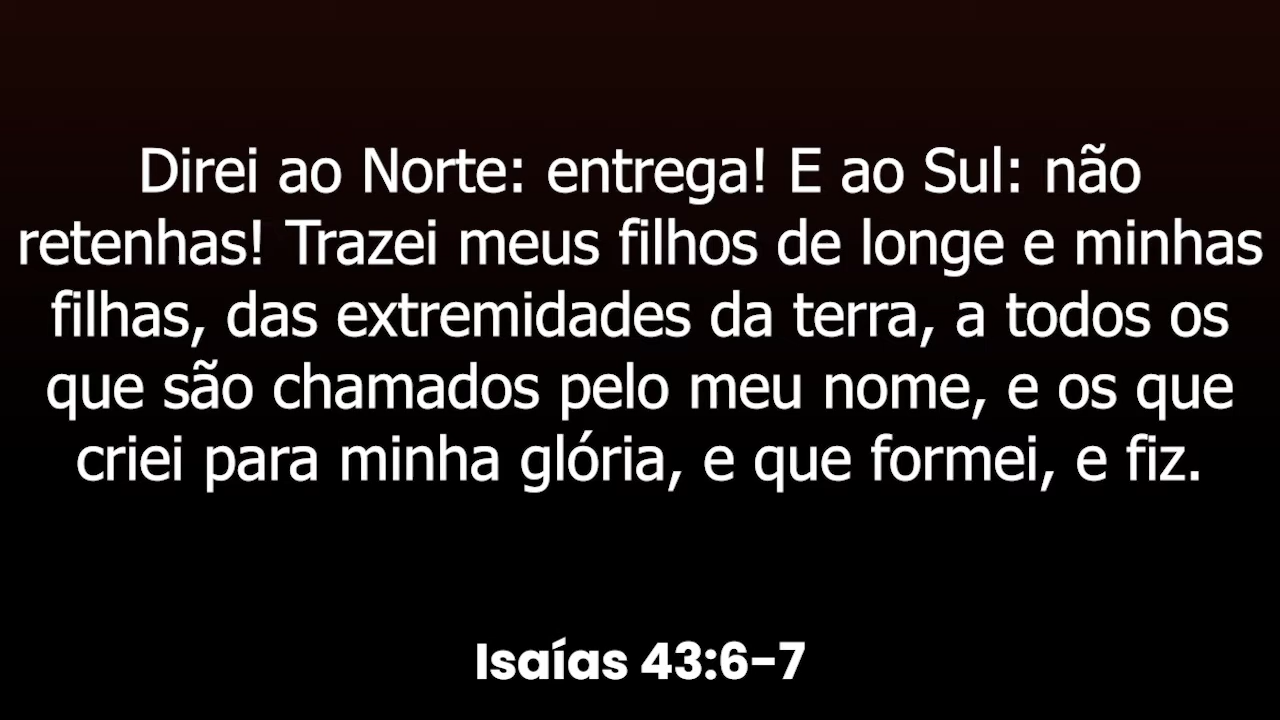 Direi ao Norte: entrega! E ao Sul: não
retenhas! Trazei meus filhos de longe e minhas
filhas, das extremidades da terra, a todos os
que são chamados pelo meu nome, e os que
criei para minha glória, e que formei, e fiz.
Isaías 43:6–7